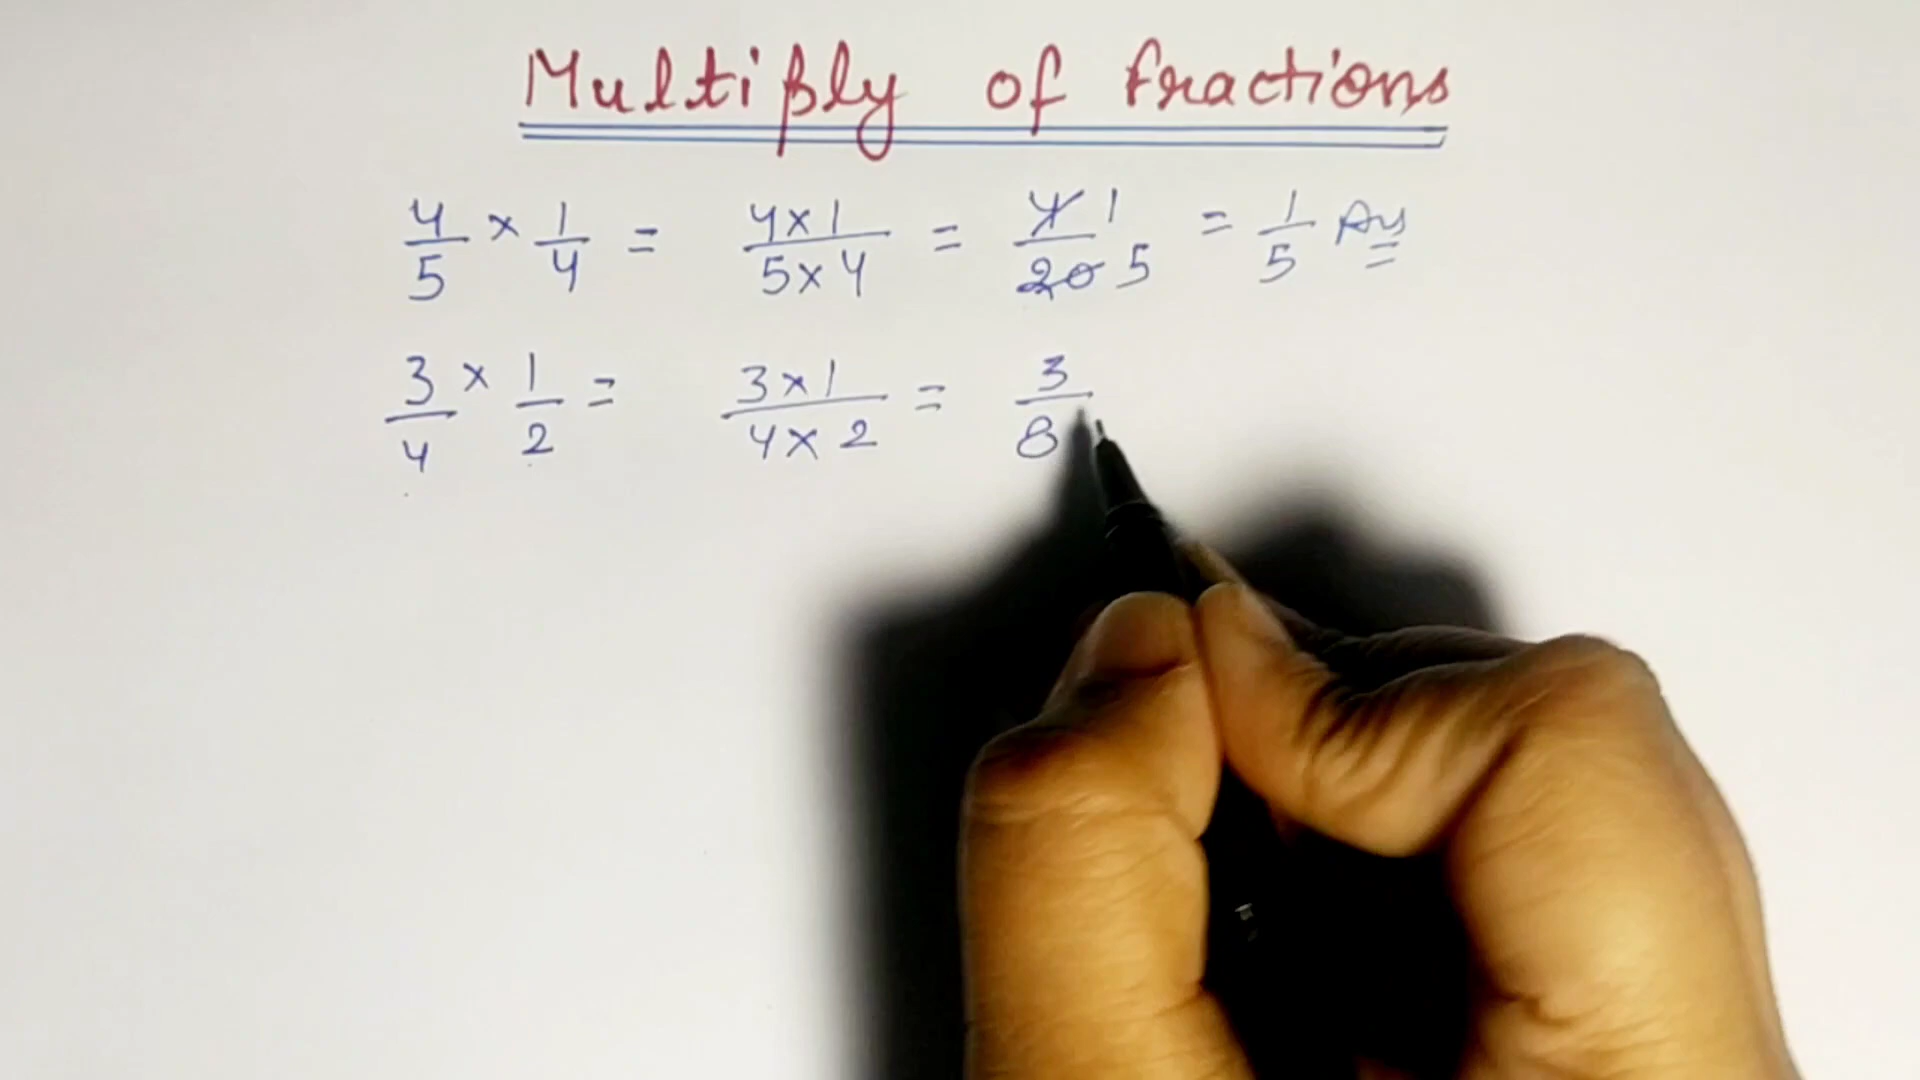 Multiply of fractions
4/5 × 1/4 = 4×1/5×4 = 4 1/20 5 = 1/5 Ans
3/4 × 1/2 = 3×1/4×2 = 3/8